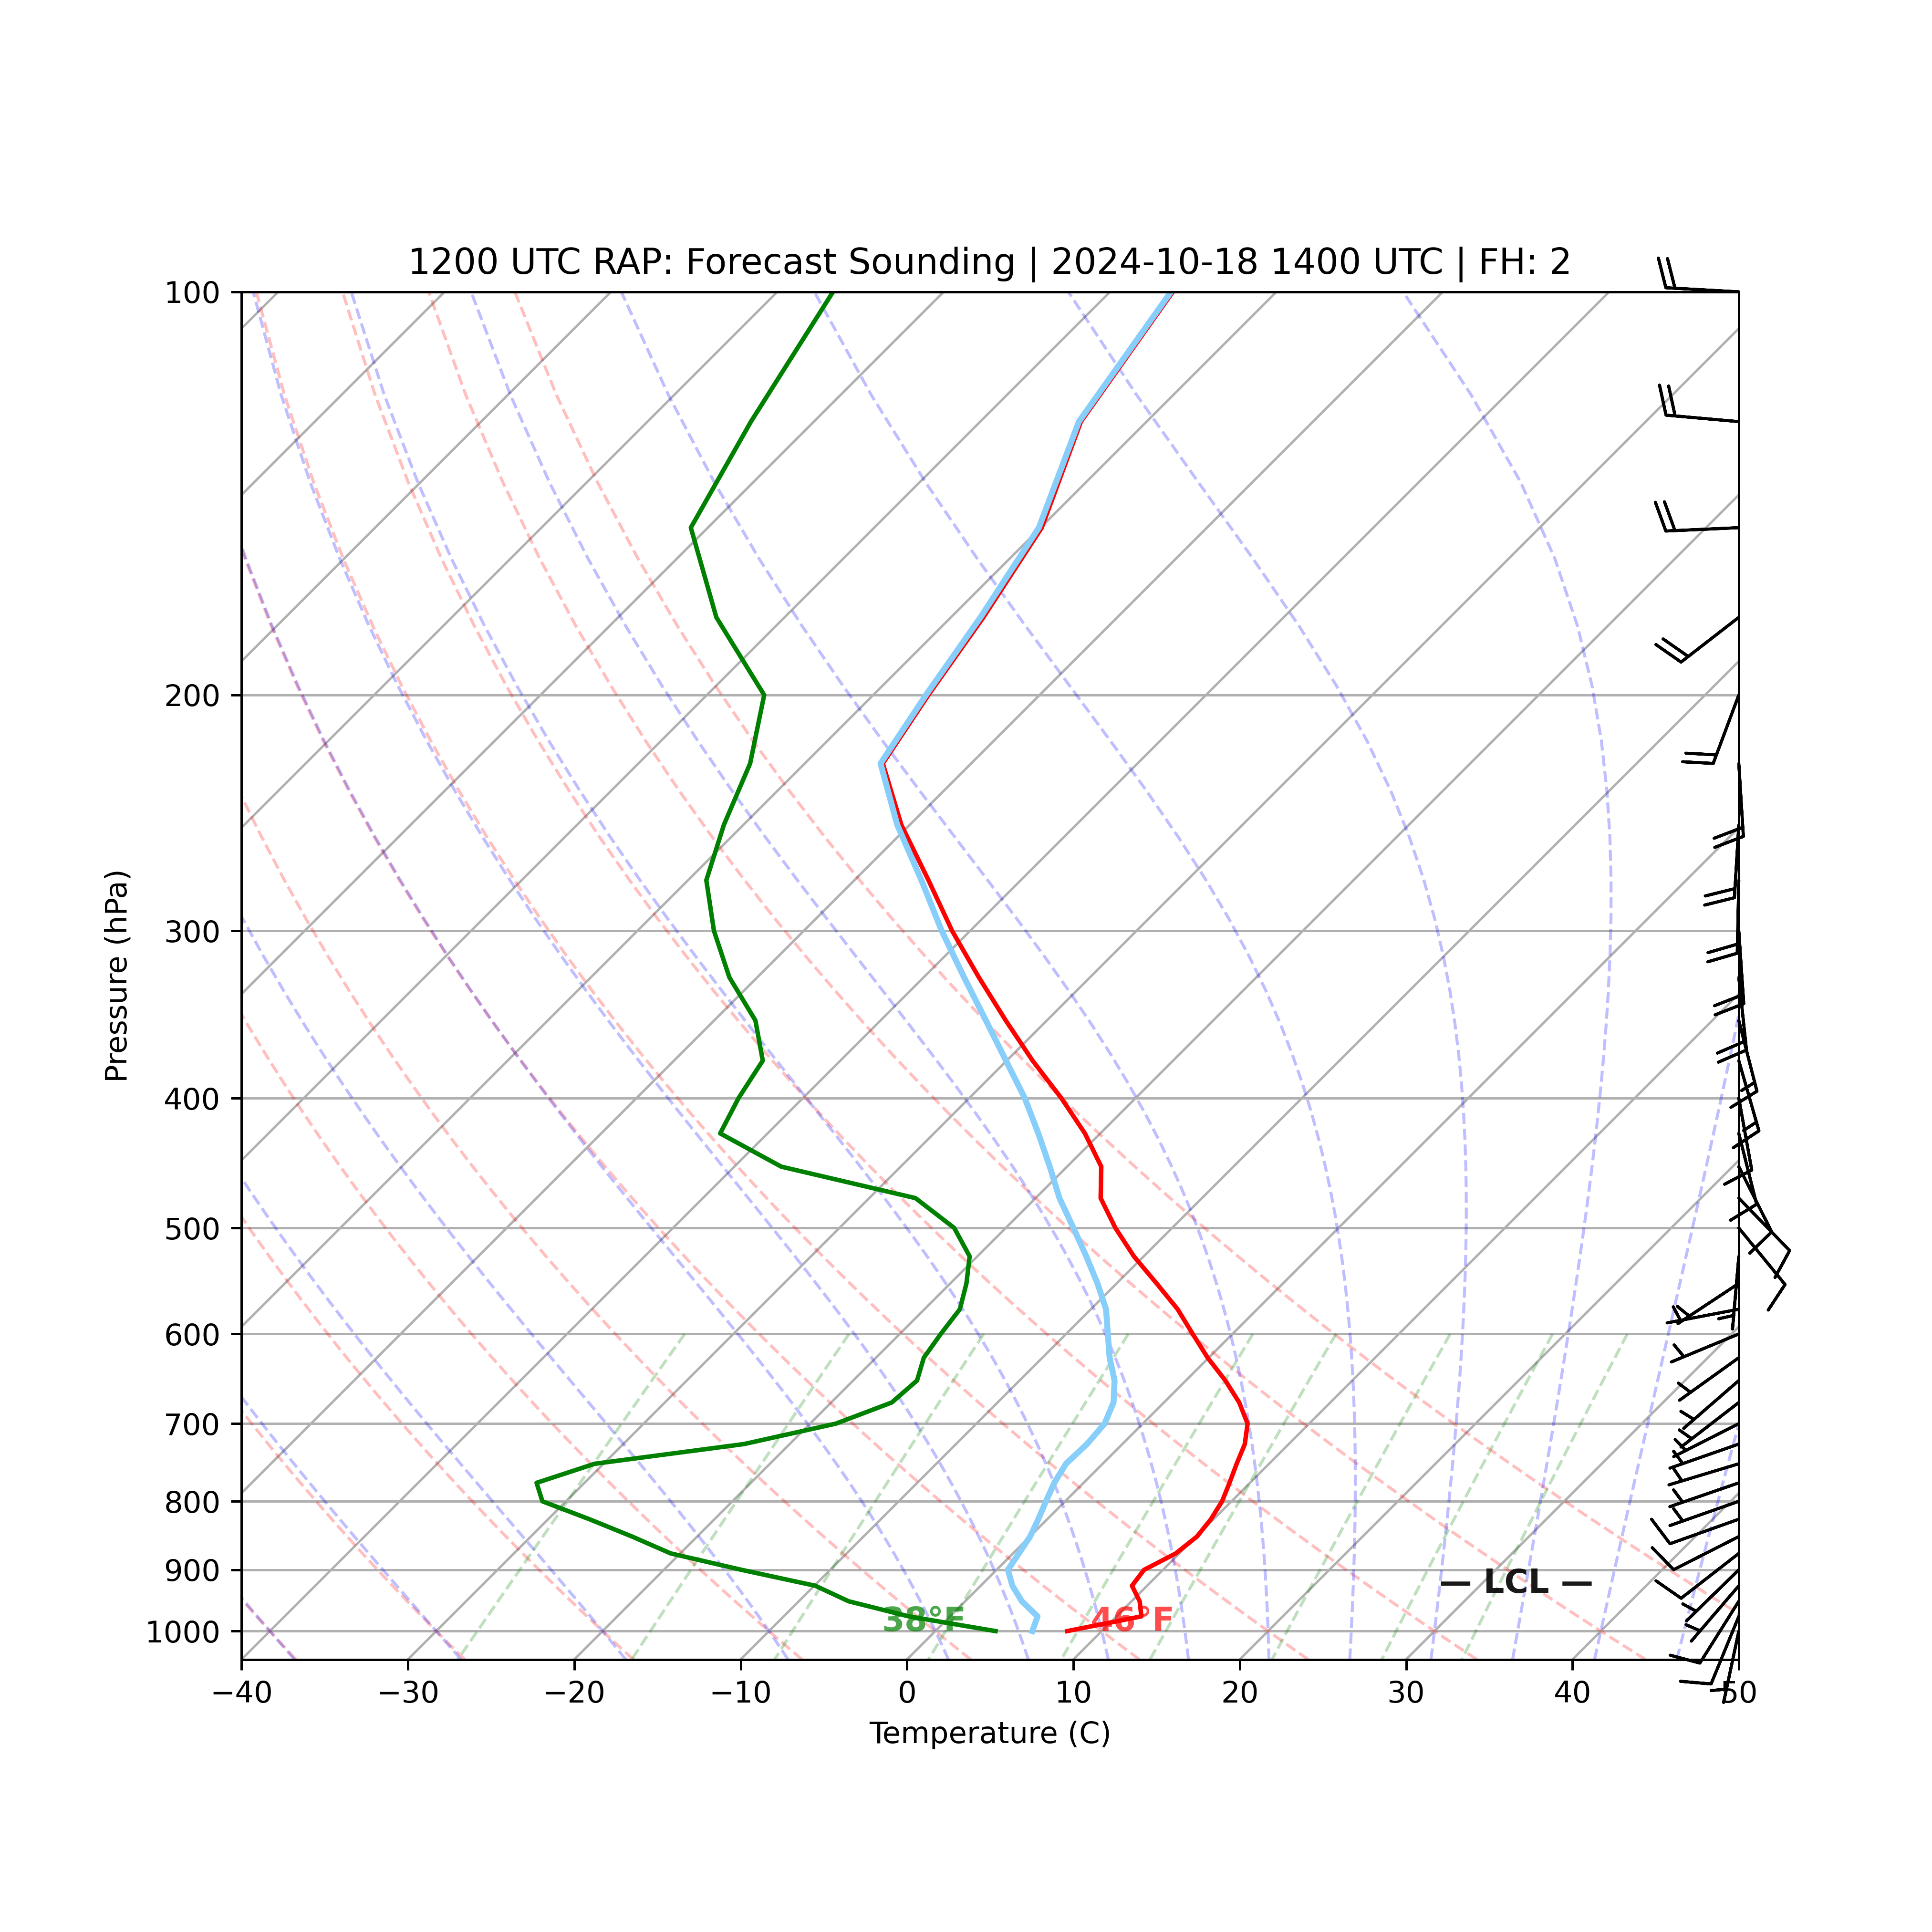 1200 UTC RAP: Forecast Sounding | 2024-10-18 1400 UTC | FH: 2
100
200
300
400
500
600
700
800
900
1000
Pressure (hPa)
— LCL —
38°F
46°F
−40 −30 −20 −10 0 10 20 30 40 50
Temperature (C)